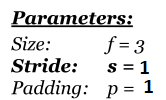 Parameters:
Size: f = 3
Stride: s = 1
Padding: p = 1